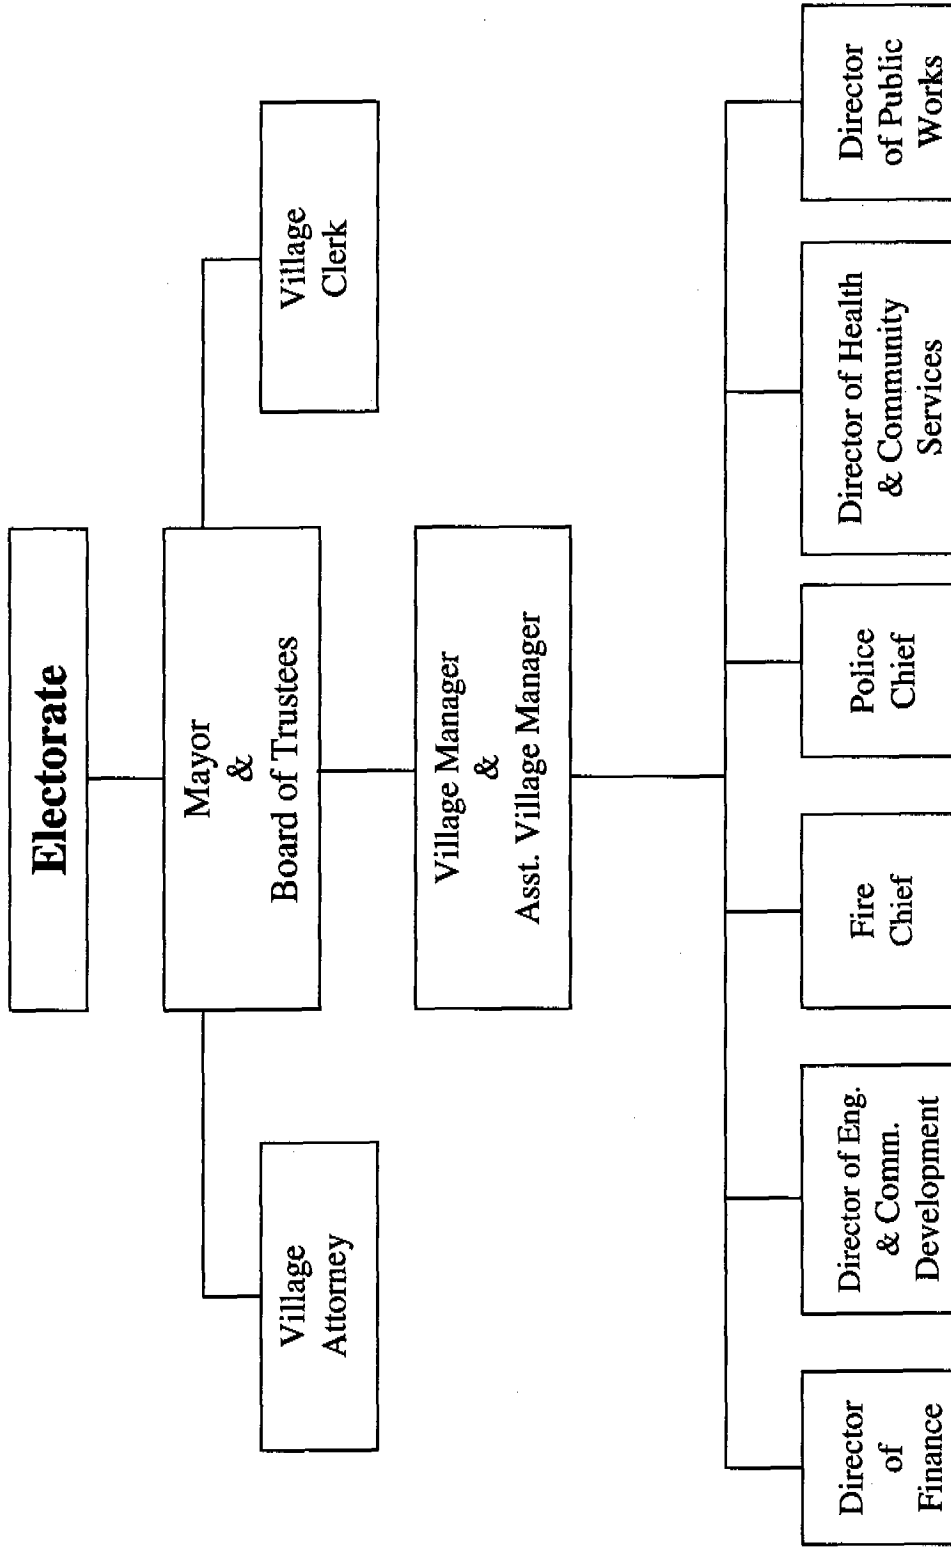 Electorate
Mayor
&
Board of Trustees
Village
Attorney
Village
Clerk
Village Manager
&
Asst. Village Manager
Director
of
Finance
Director of Eng.
& Comm.
Development
Fire
Chief
Police
Chief
Director of Health
& Community
Services
Director
of Public
Works